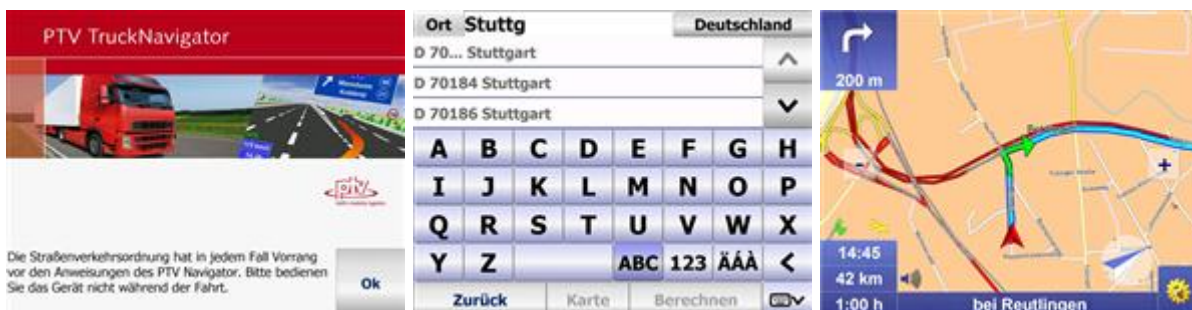 PTV TruckNavigator
ptv
Die Straßenverkehrsordnung hat in jedem Fall Vorrang
vor den Anweisungen des PTV Navigator. Bitte bedienen
Sie das Gerät nicht während der Fahrt.
Ok
Ort Stuttg Deutschland
D 70... Stuttgart
D 70184 Stuttgart
D 70186 Stuttgart
A B C D E F G H
I J K L M N O P
Q R S T U V W X
Y Z ABC 123 ÄÁÀ <
Zurück Karte Berechnen
200 m
- +
14:45
42 km
1:00 h bei Reutlingen